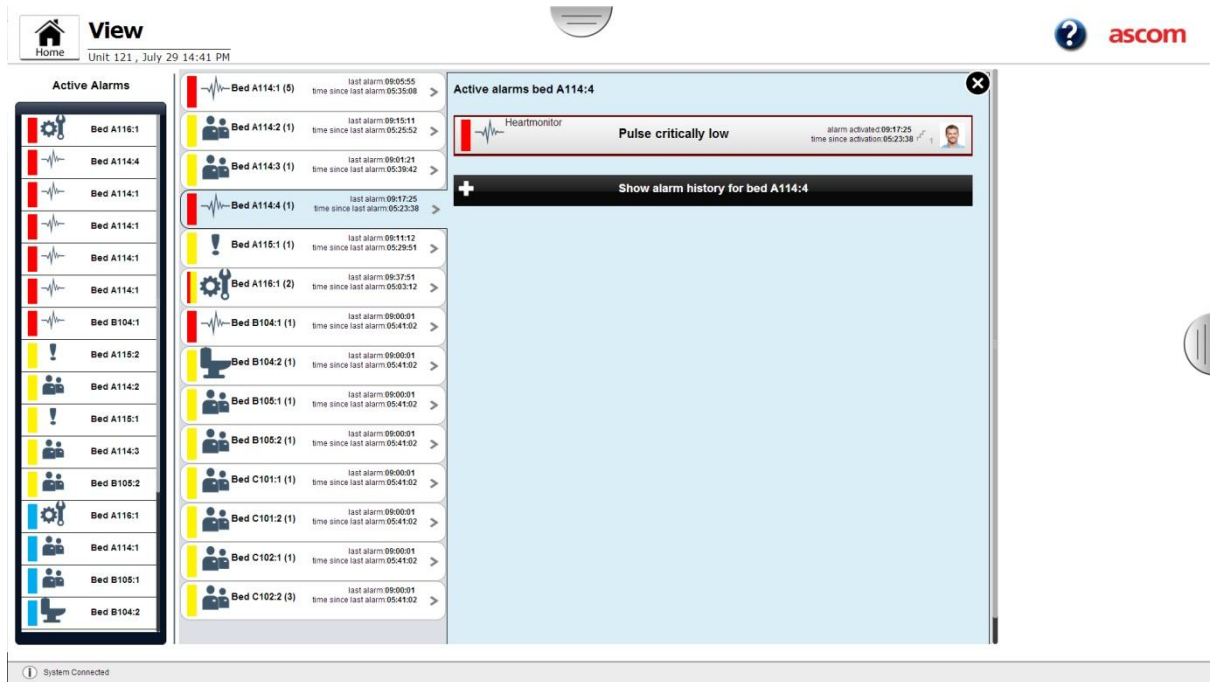 Home
View
Unit 121 , July 29 14:41 PM
?
ascom
Active Alarms
Bed A116:1
Bed A114:4
Bed A114:1
Bed A114:1
Bed A114:1
Bed A114:1
Bed B104:1
Bed A115:2
Bed A114:2
Bed A115:1
Bed A114:3
Bed B105:2
Bed A116:1
Bed A114:1
Bed B105:1
Bed B104:2
Bed A114:1 (5) last alarm:09:05:55
time since last alarm:05:35:08
Bed A114:2 (1) last alarm:09:15:11
time since last alarm:05:25:52
Bed A114:3 (1) last alarm:09:01:21
time since last alarm:05:39:42
Bed A114:4 (1) last alarm:09:17:25
time since last alarm:05:23:38
Bed A115:1 (1) last alarm:09:11:12
time since last alarm:05:29:51
Bed A116:1 (2) last alarm:09:37:51
time since last alarm:05:03:12
Bed B104:1 (1) last alarm:09:00:01
time since last alarm:05:41:02
Bed B104:2 (1) last alarm:09:00:01
time since last alarm:05:41:02
Bed B105:1 (1) last alarm:09:00:01
time since last alarm:05:41:02
Bed B105:2 (1) last alarm:09:00:01
time since last alarm:05:41:02
Bed C101:1 (1) last alarm:09:00:01
time since last alarm:05:41:02
Bed C101:2 (1) last alarm:09:00:01
time since last alarm:05:41:02
Bed C102:1 (1) last alarm:09:00:01
time since last alarm:05:41:02
Bed C102:2 (3) last alarm:09:00:01
time since last alarm:05:41:02
Active alarms bed A114:4
Heartmonitor
Pulse critically low
alarm activated:09:17:25
time since activation:05:23:38 1
Show alarm history for bed A114:4
System Connected